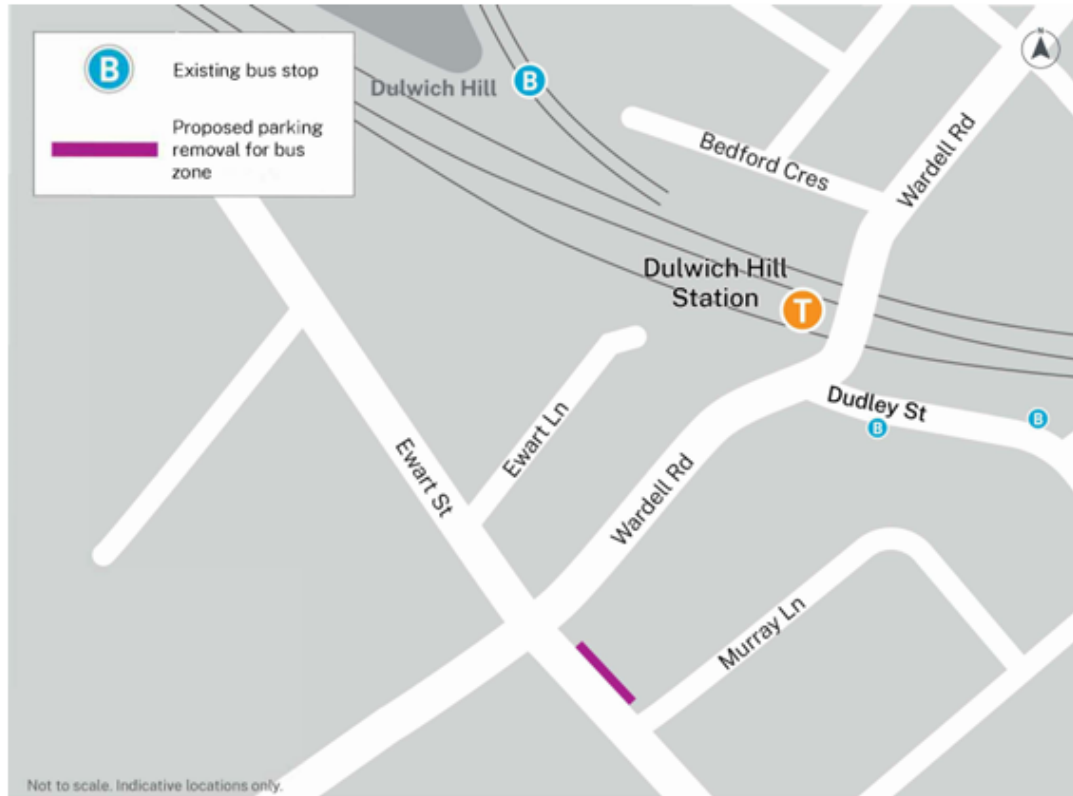 B
Existing bus stop
Proposed parking
removal for bus
zone
Dulwich Hill
B
N
Bedford Cres
Wardell Rd
Dulwich Hill
Station
T
Dudley St
B
B
Ewart Ln
Ewart St
Wardell Rd
Murray Ln
Not to scale. Indicative locations only.